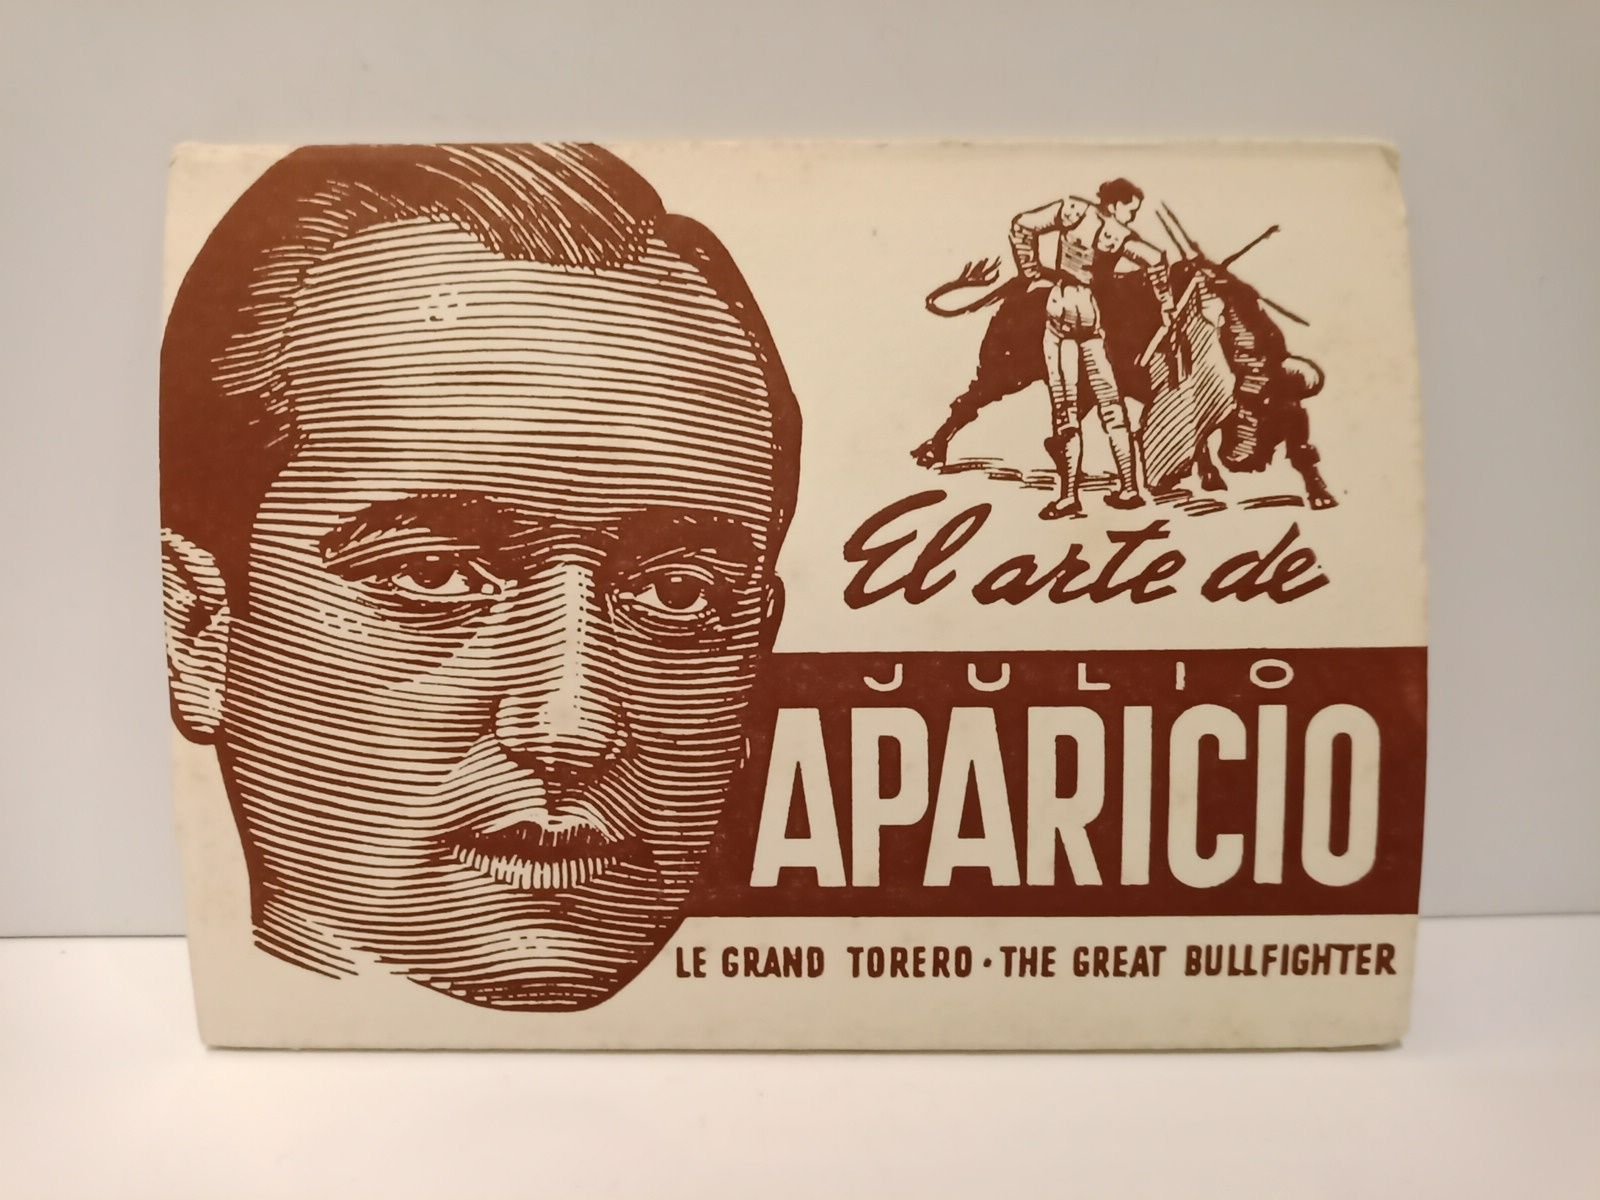 El arte de
JULIO
APARICIO
LE GRAND TORERO · THE GREAT BULLFIGHTER